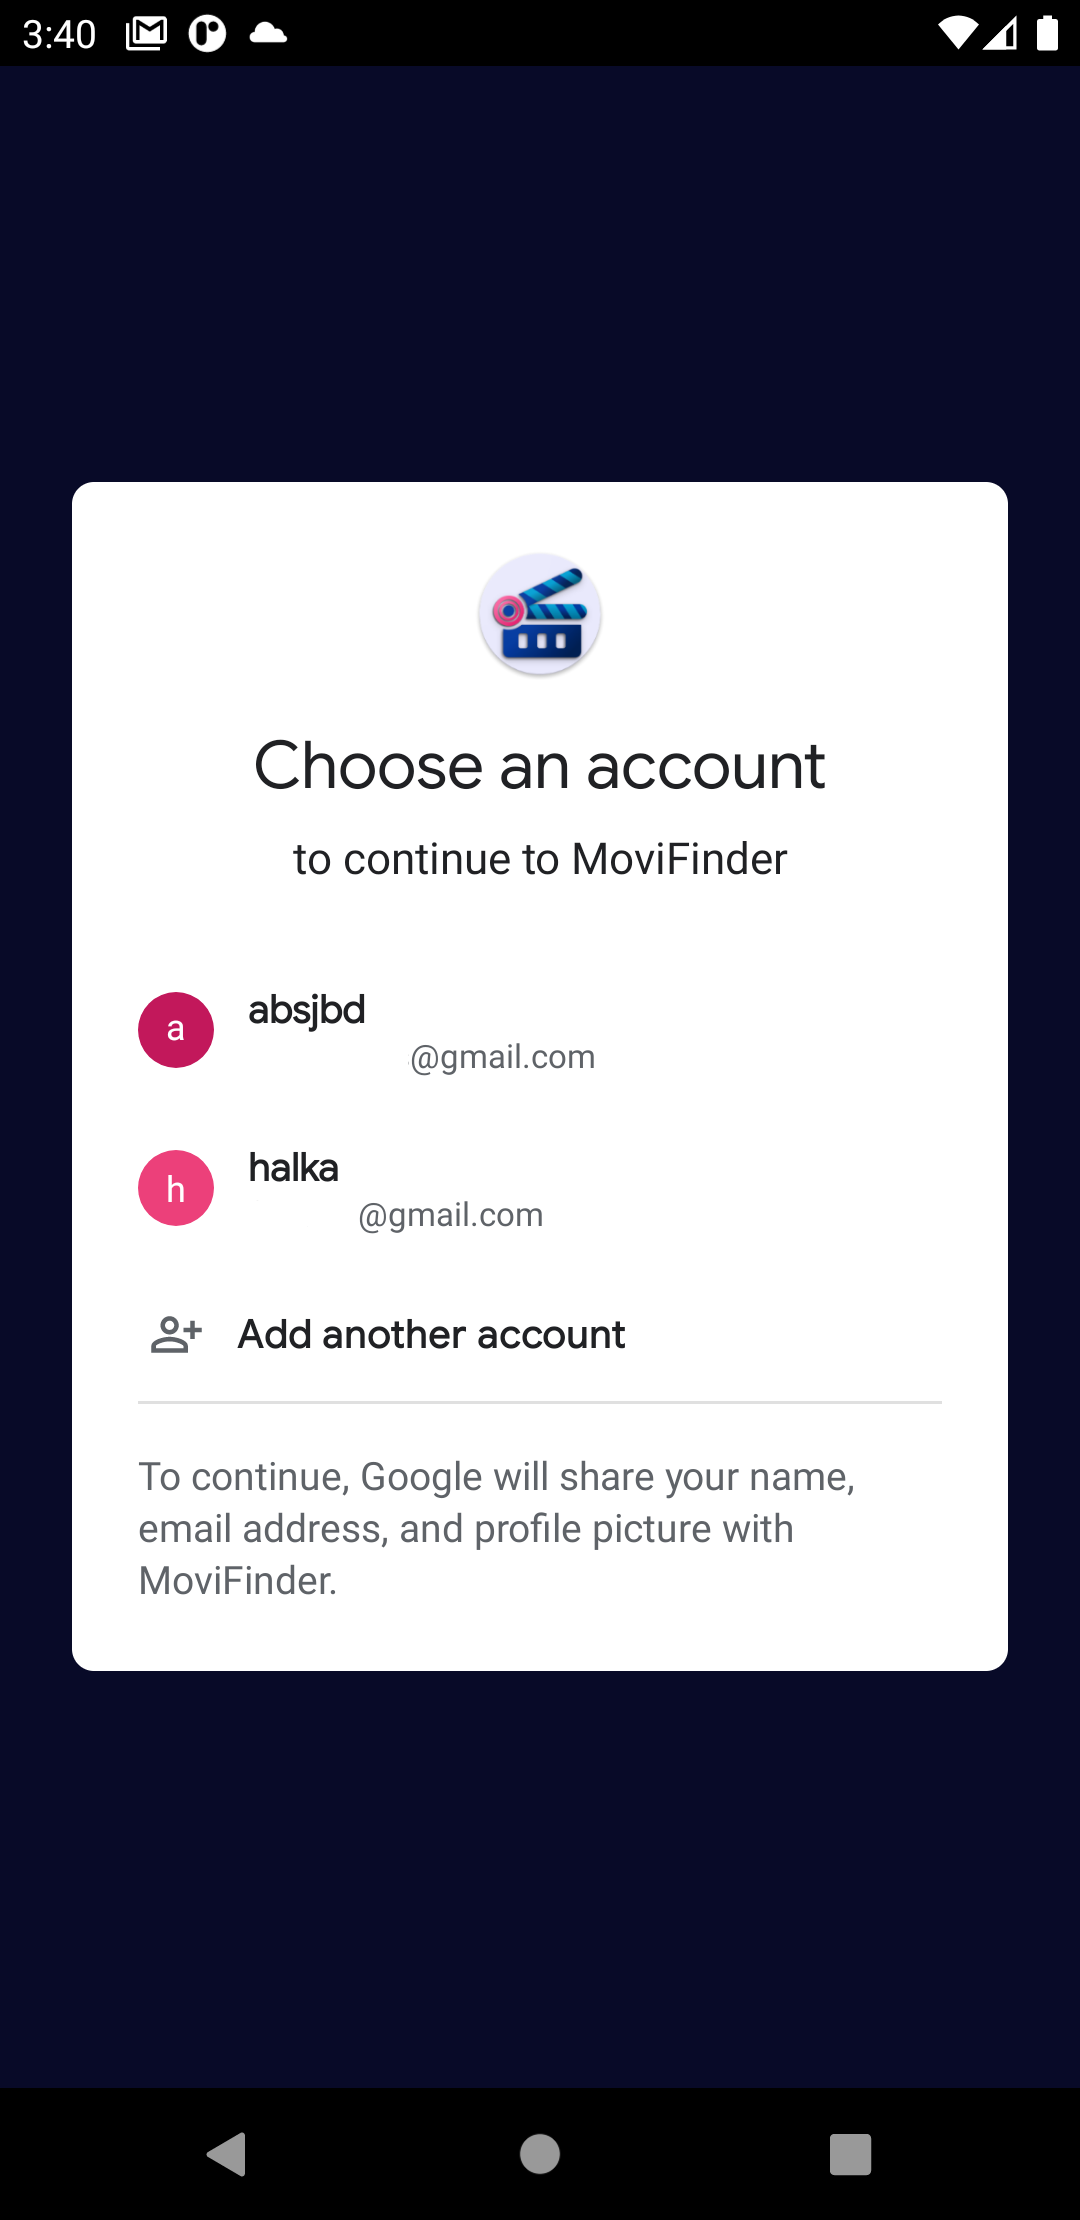 3:40
Choose an account
to continue to MoviFinder
a
absjbd
@gmail.com
h
halka
@gmail.com
Add another account
To continue, Google will share your name,
email address, and profile picture with
MoviFinder.